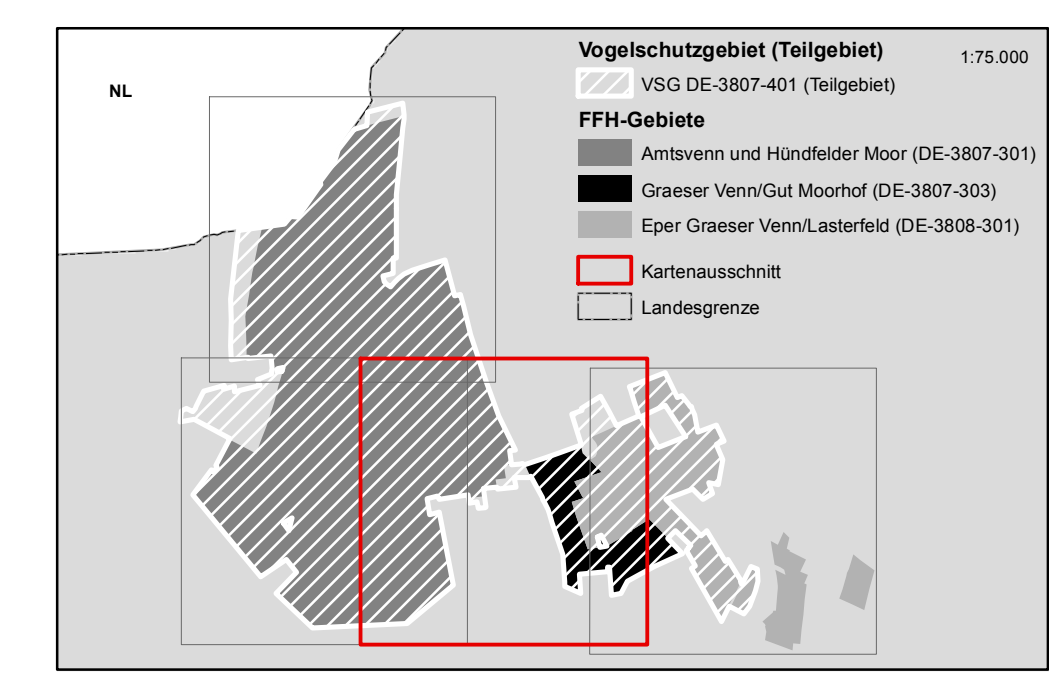 Vogelschutzgebiet (Teilgebiet)
1:75.000
NL
VSG DE-3807-401 (Teilgebiet)
FFH-Gebiete
Amtsvenn und Hündfelder Moor (DE-3807-301)
Graeser Venn/Gut Moorhof (DE-3807-303)
Eper Graeser Venn/Lasterfeld (DE-3808-301)
Kartenausschnitt
Landesgrenze